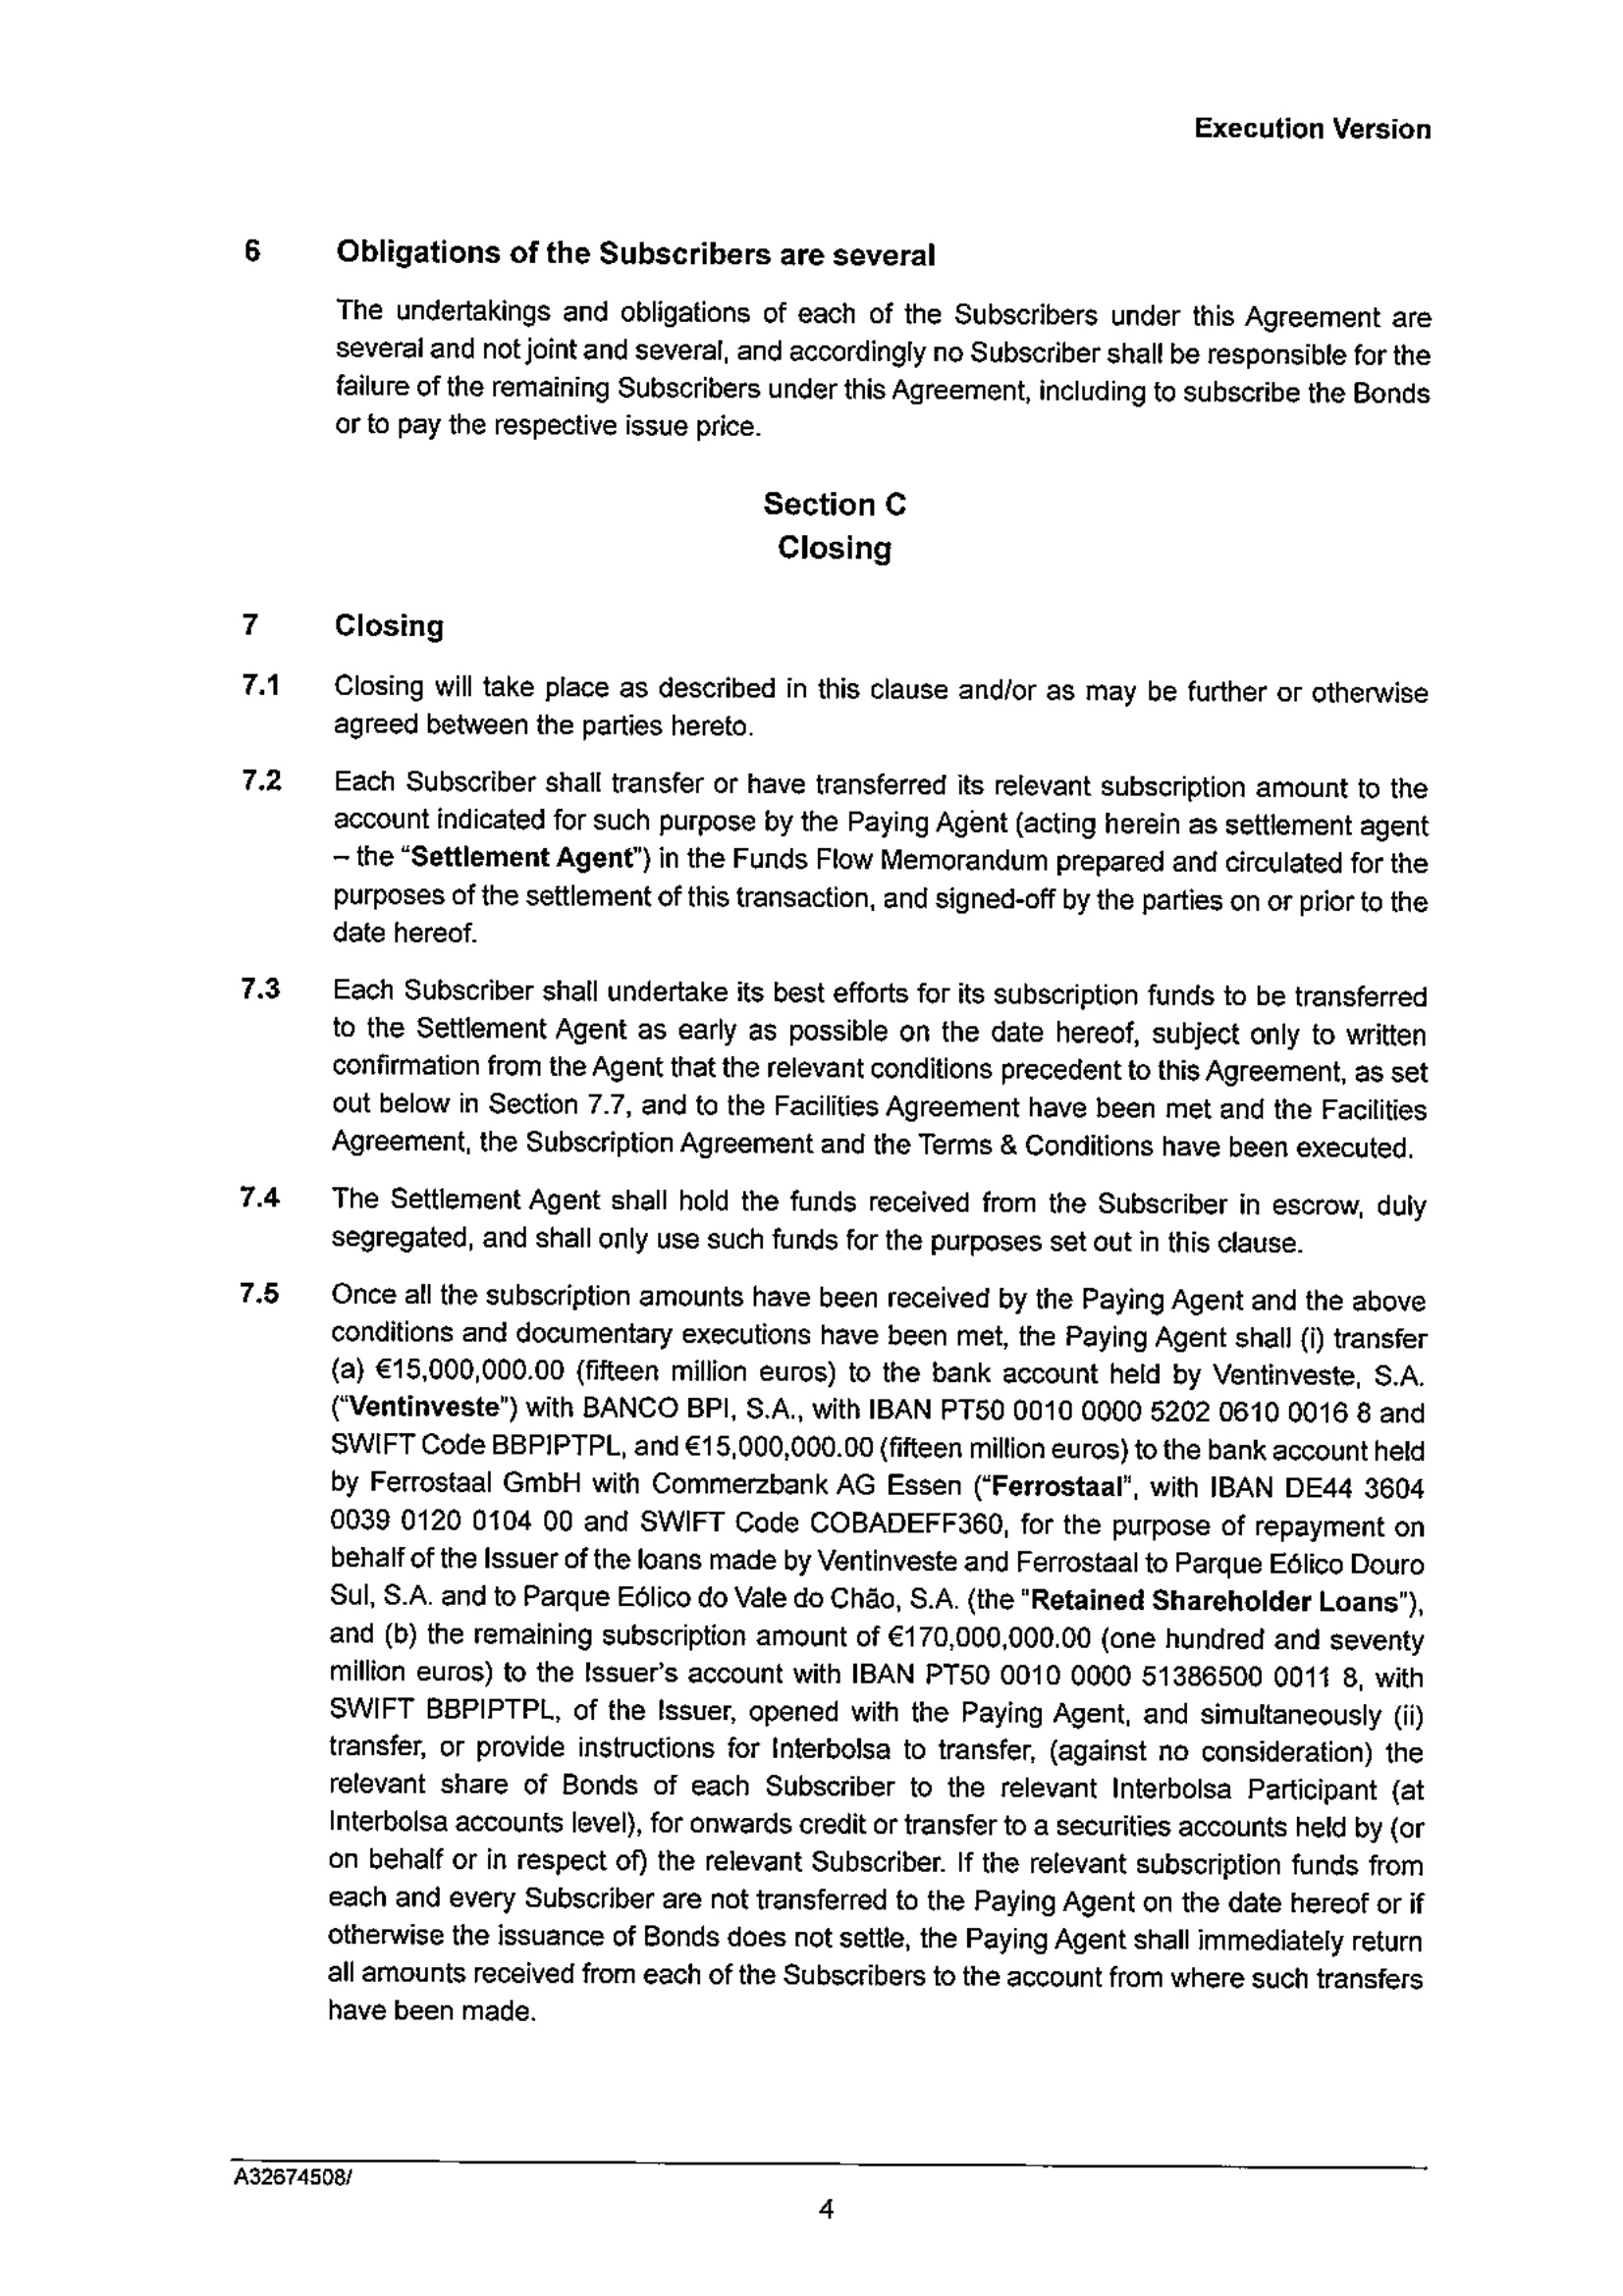 Execution Version
6 Obligations of the Subscribers are several
The undertakings and obligations of each of the Subscribers under this Agreement are
several and not joint and several, and accordingly no Subscriber shall be responsible for the
failure of the remaining Subscribers under this Agreement, including to subscribe the Bonds
or to pay the respective issue price.
Section C
Closing
7 Closing
7.1 Closing will take place as described in this clause and/or as may be further or otherwise
agreed between the parties hereto.
7.2 Each Subscriber shall transfer or have transferred its relevant subscription amount to the
account indicated for such purpose by the Paying Agent (acting herein as settlement agent
– the “Settlement Agent”) in the Funds Flow Memorandum prepared and circulated for the
purposes of the settlement of this transaction, and signed-off by the parties on or prior to the
date hereof.
7.3 Each Subscriber shall undertake its best efforts for its subscription funds to be transferred
to the Settlement Agent as early as possible on the date hereof, subject only to written
confirmation from the Agent that the relevant conditions precedent to this Agreement, as set
out below in Section 7.7, and to the Facilities Agreement have been met and the Facilities
Agreement, the Subscription Agreement and the Terms & Conditions have been executed.
7.4 The Settlement Agent shall hold the funds received from the Subscriber in escrow, duly
segregated, and shall only use such funds for the purposes set out in this clause.
7.5 Once all the subscription amounts have been received by the Paying Agent and the above
conditions and documentary executions have been met, the Paying Agent shall (i) transfer
(a) €15,000,000.00 (fifteen million euros) to the bank account held by Ventinveste, S.A.
(“Ventinveste”) with BANCO BPI, S.A., with IBAN PT50 0010 0000 5202 0610 0016 8 and
SWIFT Code BBPIPTPL, and €15,000,000.00 (fifteen million euros) to the bank account held
by Ferrostaal GmbH with Commerzbank AG Essen (“Ferrostaal”, with IBAN DE44 3604
0039 0120 0104 00 and SWIFT Code COBADEFF360, for the purpose of repayment on
behalf of the Issuer of the loans made by Ventinveste and Ferrostaal to Parque Eólico Douro
Sul, S.A. and to Parque Eólico do Vale do Chão, S.A. (the "Retained Shareholder Loans"),
and (b) the remaining subscription amount of €170,000,000.00 (one hundred and seventy
million euros) to the Issuer’s account with IBAN PT50 0010 0000 51386500 0011 8, with
SWIFT BBPIPTPL, of the Issuer, opened with the Paying Agent, and simultaneously (ii)
transfer, or provide instructions for Interbolsa to transfer, (against no consideration) the
relevant share of Bonds of each Subscriber to the relevant Interbolsa Participant (at
Interbolsa accounts level), for onwards credit or transfer to a securities accounts held by (or
on behalf or in respect of) the relevant Subscriber. If the relevant subscription funds from
each and every Subscriber are not transferred to the Paying Agent on the date hereof or if
otherwise the issuance of Bonds does not settle, the Paying Agent shall immediately return
all amounts received from each of the Subscribers to the account from where such transfers
have been made.
A32674508/
4